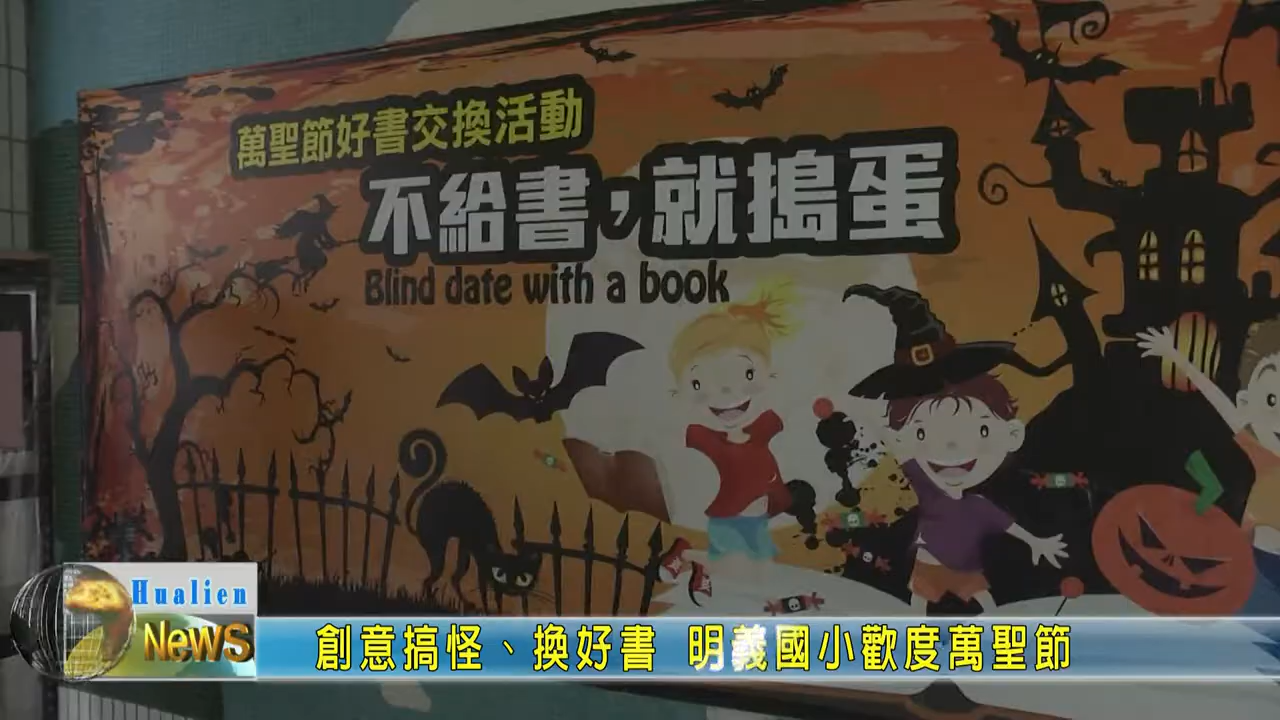 萬聖節好書交換活動
不給書,就搗蛋
Blind date with a book
Hualien
News
創意搞怪、換好書 明義國小歡度萬聖節